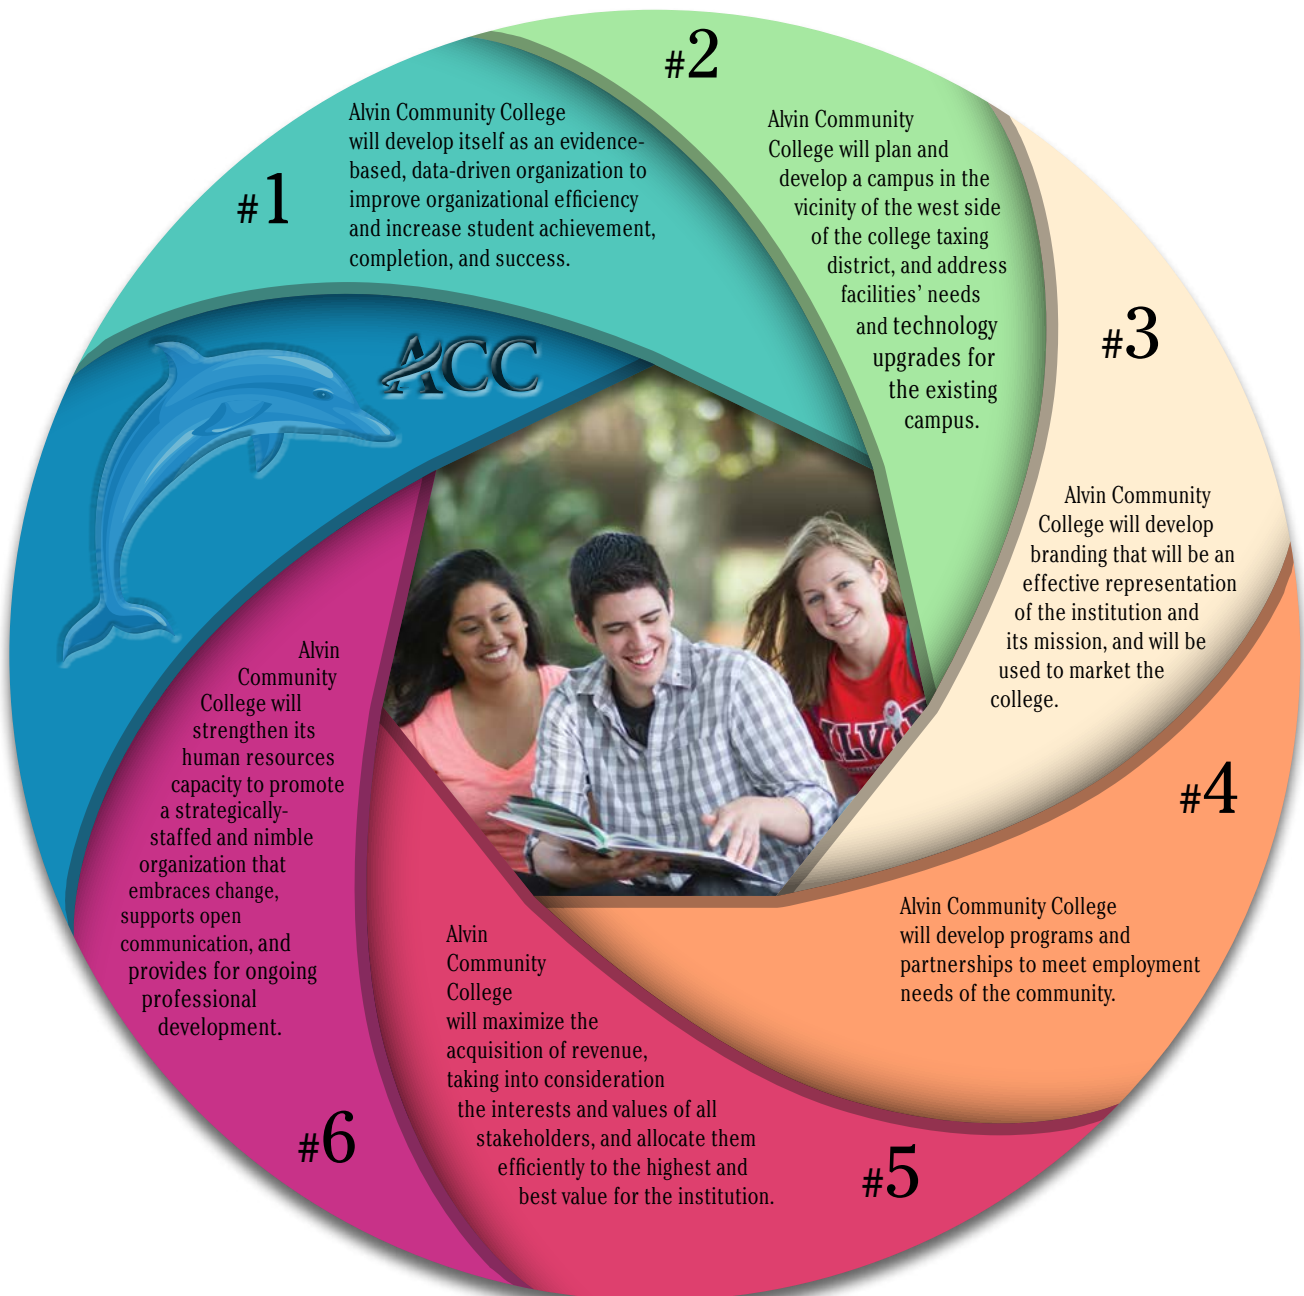 #1
Alvin Community College
will develop itself as an evidence-
based, data-driven organization to
improve organizational efficiency
and increase student achievement,
completion, and success.
#2
Alvin Community
College will plan and
develop a campus in the
vicinity of the west side
of the college taxing
district, and address
facilities' needs
and technology
upgrades for
the existing
campus.
#3
Alvin Community
College will develop
branding that will be an
effective representation
of the institution and
its mission, and will be
used to market the
college.
#4
Alvin Community College
will develop programs and
partnerships to meet employment
needs of the community.
#5
Alvin
Community
College
will maximize the
acquisition of revenue,
taking into consideration
the interests and values of all
stakeholders, and allocate them
efficiently to the highest and
best value for the institution.
#6
Alvin
Community
College will
strengthen its
human resources
capacity to promote
a strategically-
staffed and nimble
organization that
embraces change,
supports open
communication, and
provides for ongoing
professional
development.
ACC
ALVIN